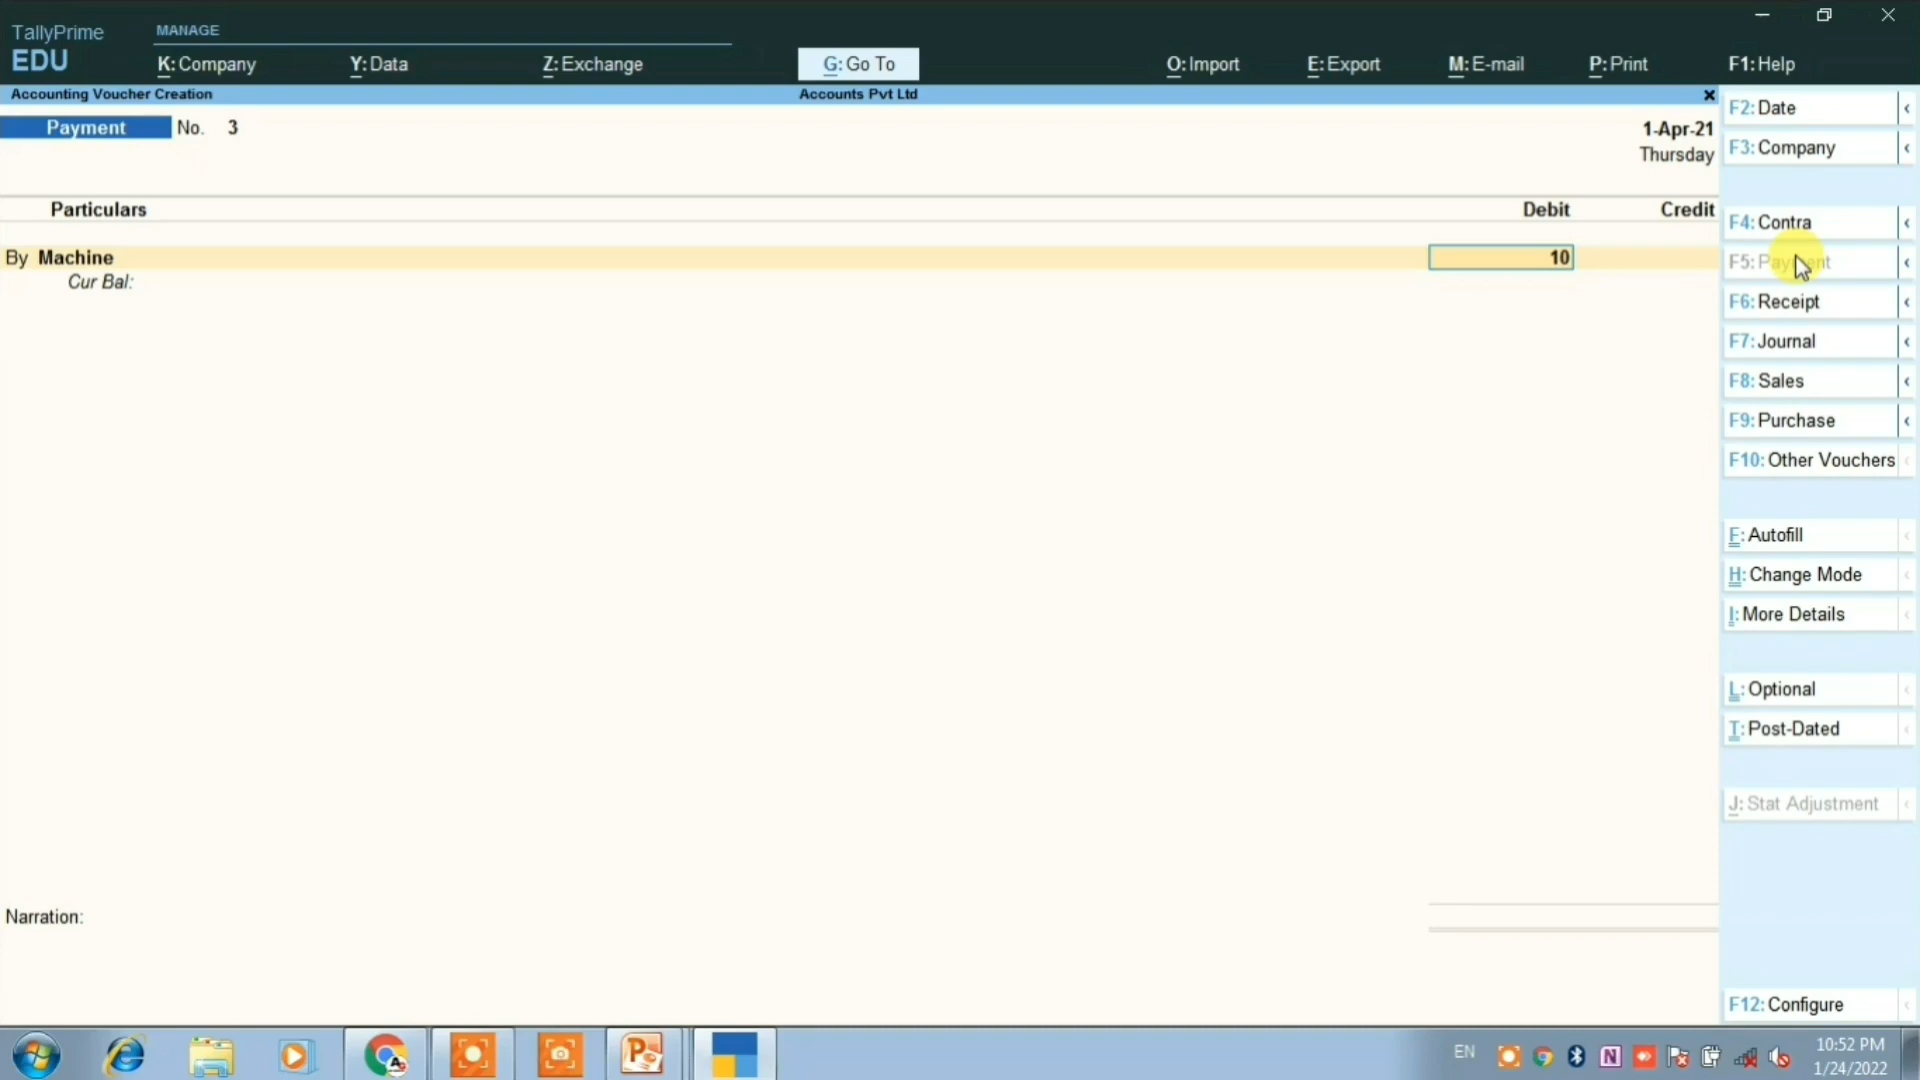 TallyPrime
EDU
MANAGE
K: Company
Y: Data
Z: Exchange
G: Go To
O: Import
E: Export
M: E-mail
P: Print
F1: Help
Accounting Voucher Creation
Accounts Pvt Ltd
Payment No. 3
1-Apr-21
Thursday
Particulars Debit Credit
By Machine 10
Cur Bal:
Narration:
F2: Date
F3: Company
F4: Contra
F5: Payment
F6: Receipt
F7: Journal
F8: Sales
F9: Purchase
F10: Other Vouchers
F: Autofill
H: Change Mode
I: More Details
L: Optional
T: Post-Dated
J: Stat Adjustment
F12: Configure
EN
10:52 PM
1/24/2022